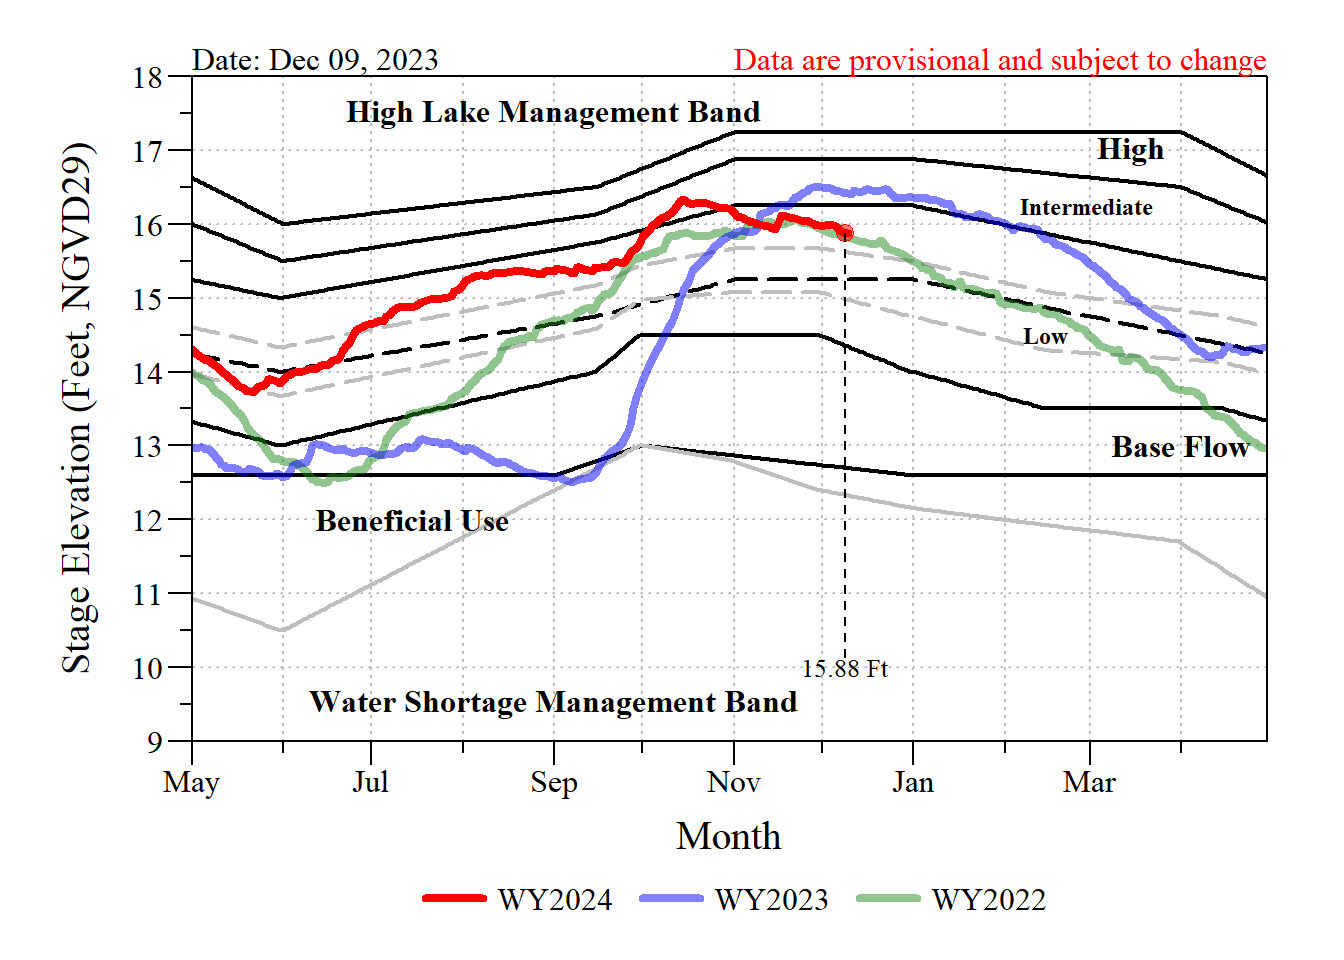 Date: Dec 09, 2023
Data are provisional and subject to change
18
17
16
15
14
13
12
11
10
9
Stage Elevation (Feet, NGVD29)
High Lake Management Band
High
Intermediate
Low
Base Flow
Beneficial Use
15.88 Ft
Water Shortage Management Band
May
Jul
Sep
Nov
Jan
Mar
Month
WY2024
WY2023
WY2022